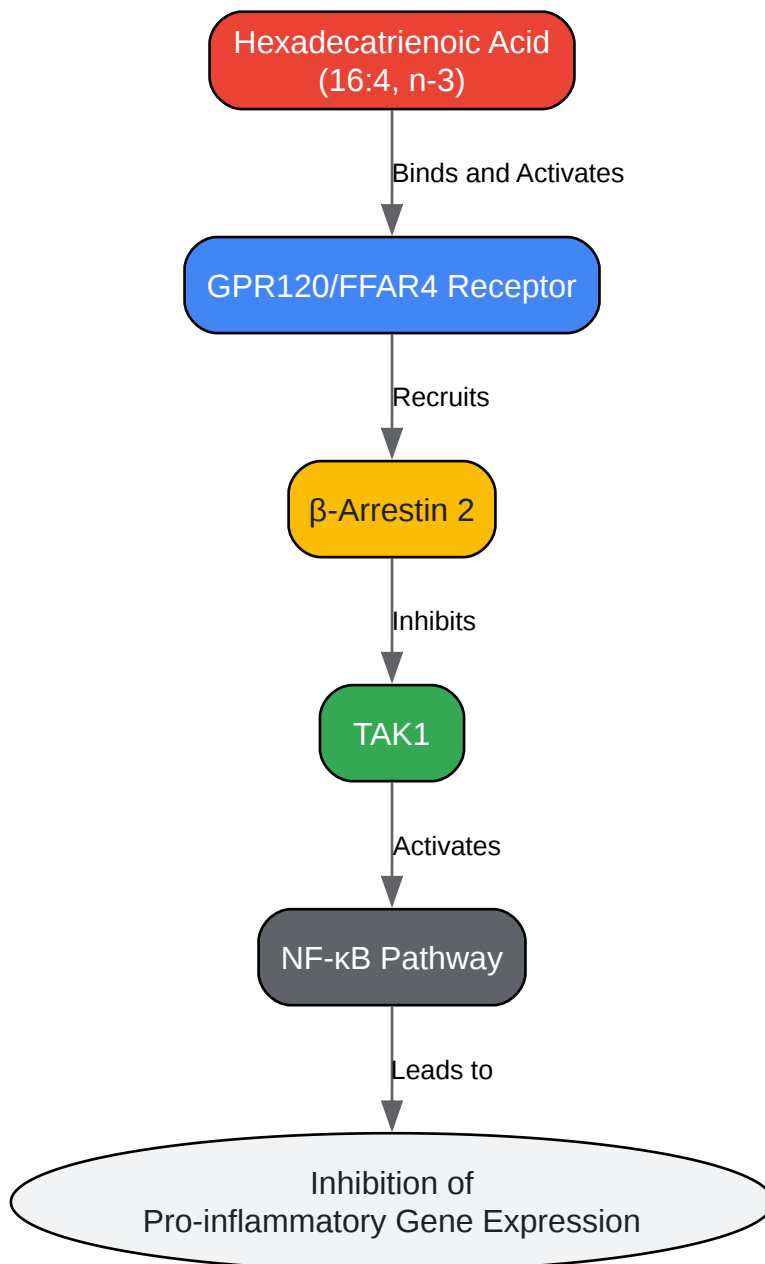 Hexadecatrienoic Acid
(16:4, n-3)
Binds and Activates
GPR120/FFAR4 Receptor
Recruits
β-Arrestin 2
Inhibits
TAK1
Activates
NF-κB Pathway
Leads to
Inhibition of
Pro-inflammatory Gene Expression